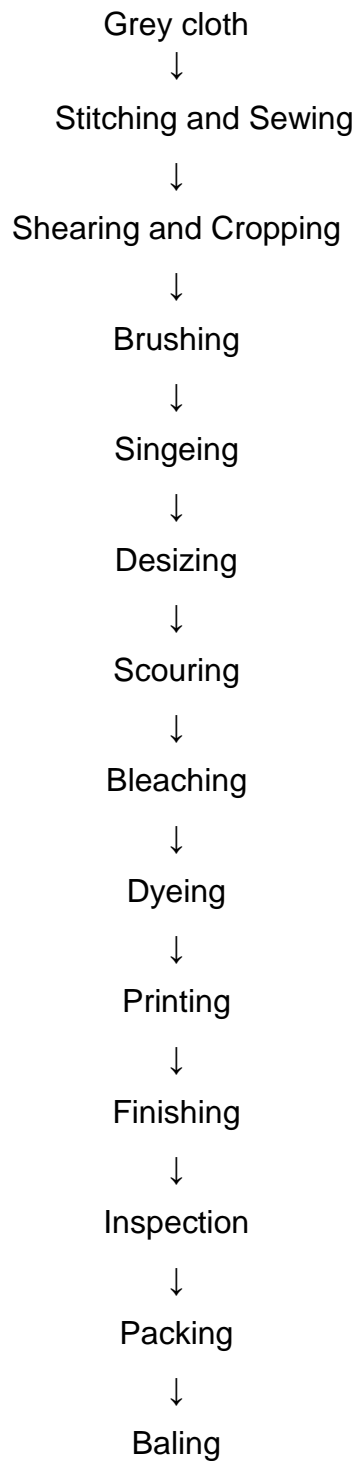 Grey cloth
↓
Stitching and Sewing
↓
Shearing and Cropping
↓
Brushing
↓
Singeing
↓
Desizing
↓
Scouring
↓
Bleaching
↓
Dyeing
↓
Printing
↓
Finishing
↓
Inspection
↓
Packing
↓
Baling